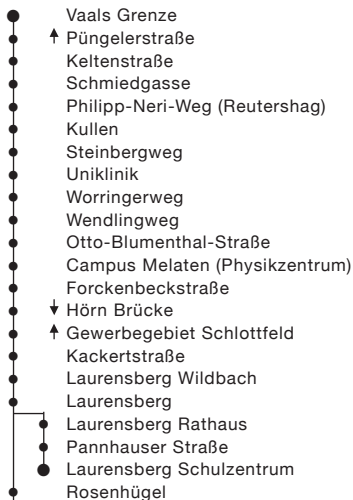 Vaals Grenze
Püngelerstraße
Keltenstraße
Schmiedgasse
Philipp-Neri-Weg (Reutershag)
Kullen
Steinbergweg
Uniklinik
Worringerweg
Wendlingweg
Otto-Blumenthal-Straße
Campus Melaten (Physikzentrum)
Forckenbeckstraße
Hörn Brücke
Gewerbegebiet Schlottfeld
Kackertstraße
Laurensberg Wildbach
Laurensberg
Laurensberg Rathaus
Pannhauser Straße
Laurensberg Schulzentrum
Rosenhügel